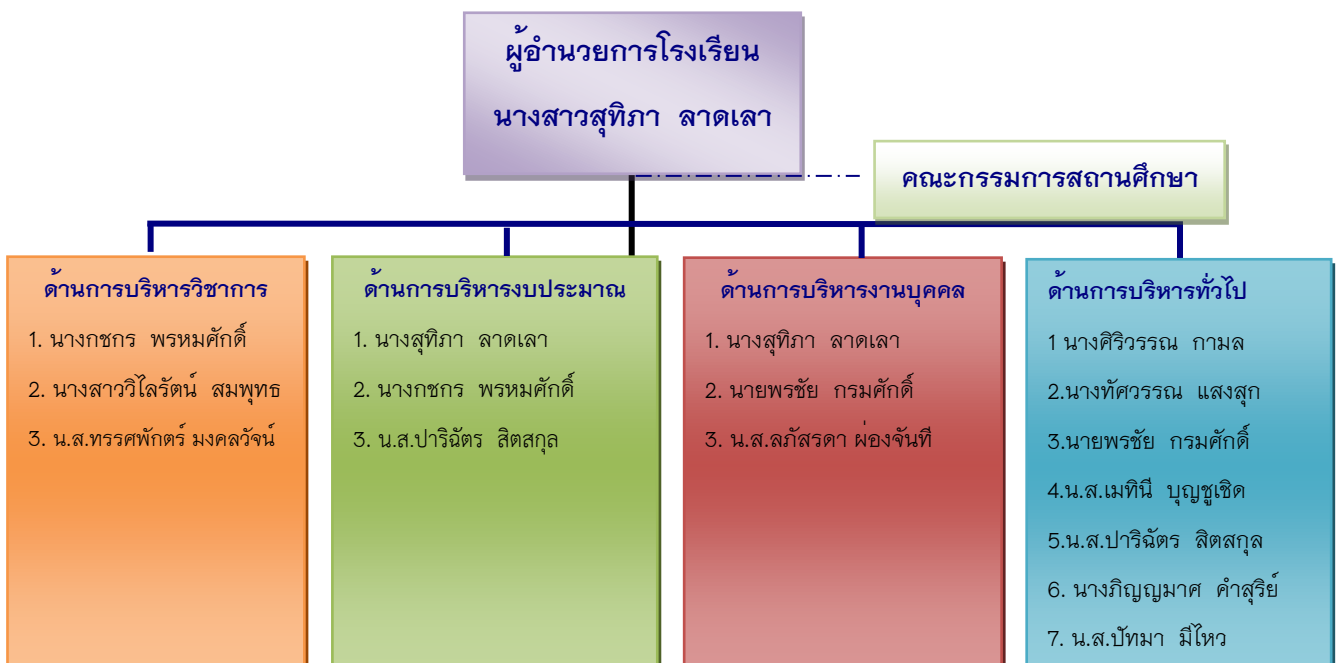 ผู้อำนวยการโรงเรียน
นางสาวสุทิภา ลาดเลา
คณะกรรมการสถานศึกษา
ด้านการบริหารวิชาการ
1. นางกชกร พรหมศักดิ์
2. นางสาววิไลรัตน์ สมพุทธ
3. น.ส.ทรรศพักตร์ มงคลวัจน์
ด้านการบริหารงบประมาณ
1. นางสุทิภา ลาดเลา
2. นางกชกร พรหมศักดิ์
3. น.ส.ปาริฉัตร สิตสกุล
ด้านการบริหารงานบุคคล
1. นางสุทิภา ลาดเลา
2. นายพรชัย กรมศักดิ์
3. น.ส.ลภัสรดา ผ่องจันที
ด้านการบริหารทั่วไป
1 นางศิริวรรณ กามล
2.นางทัศวรรณ แสงสุก
3.นายพรชัย กรมศักดิ์
4.น.ส.เมทินี บุญชูเชิด
5.น.ส.ปาริฉัตร สิตสกุล
6. นางภิญญมาศ คำสุริย์
7. น.ส.ปัทมา มีไหว